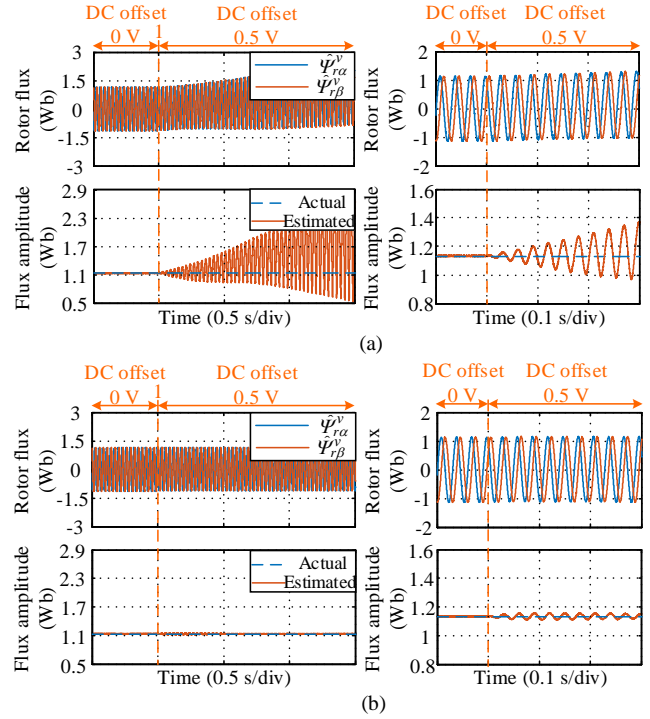 DC offset
0 V
1
0.5 V
Rotor flux
(Wb)
3
1.5
0
-1.5
-3
Ψ̂ᵛrα
Ψ̂ᵛrβ
Flux amplitude
(Wb)
2.9
2.3
1.7
1.1
0.5
Actual
Estimated
Time (0.5 s/div)
DC offset DC offset
0 V 0.5 V
Rotor flux
(Wb)
2
1
0
-1
-2
Flux amplitude
(Wb)
1.6
1.4
1.2
1
0.8
Time (0.1 s/div)
(a)
DC offset
0 V
1
DC offset
0.5 V
Rotor flux
(Wb)
3
1.5
0
-1.5
-3
Ψ̂ᵛrα
Ψ̂ᵛrβ
Flux amplitude
(Wb)
2.9
2.3
1.7
1.1
0.5
Actual
Estimated
Time (0.5 s/div)
DC offset DC offset
0 V 0.5 V
Rotor flux
(Wb)
2
1
0
-1
-2
Flux amplitude
(Wb)
1.6
1.4
1.2
1
0.8
Time (0.1 s/div)
(b)